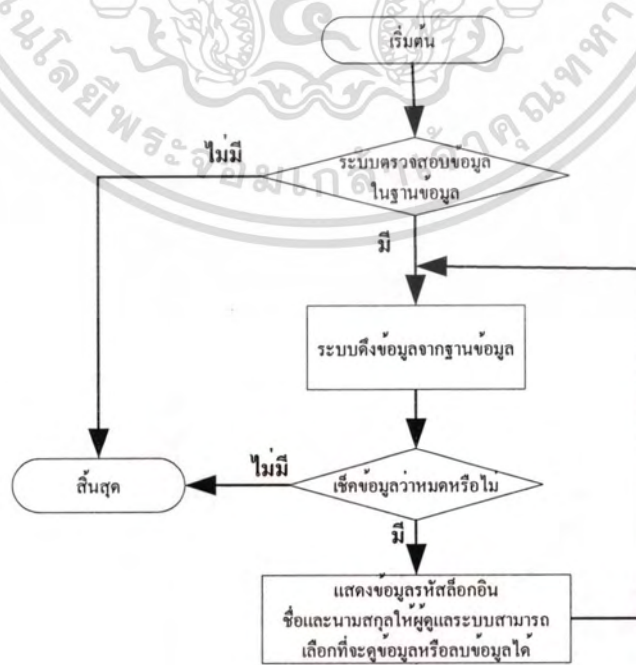 เริ่มต้น
ระบบตรวจสอบข้อมูล
ในฐานข้อมูล
ไม่มี
มี
ระบบดึงข้อมูลจากฐานข้อมูล
เช็คข้อมูลว่าหมดหรือไม่
ไม่มี
สิ้นสุด
มี
แสดงข้อมูลรหัสล็อกอิน
ชื่อและนามสกุลให้ผู้ดูแลระบบสามารถ
เลือกที่จะดูข้อมูลหรือลบข้อมูลได้